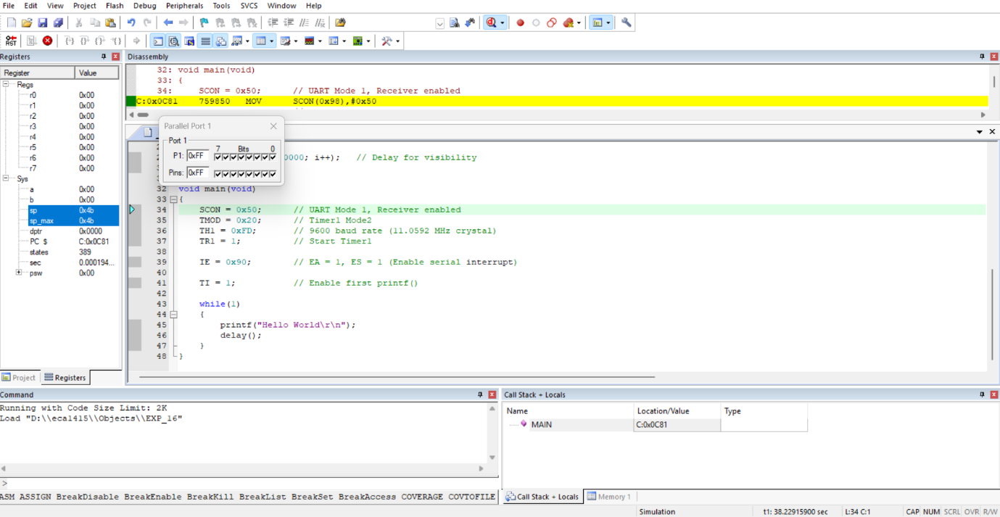 File Edit View Project Flash Debug Peripherals Tools SVCS Window Help
RST
Registers
Register Value
Regs
r0 0x00
r1 0x00
r2 0x00
r3 0x00
r4 0x00
r5 0x00
r6 0x00
r7 0x00
Sys
a 0x00
b 0x00
sp 0x4b
sp_max 0x4b
dptr 0x0000
PC $ C:0x0C81
states 389
sec 0.000194...
psw 0x00
Project Registers
Disassembly
32: void main(void)
33: {
34: SCON = 0x50; // UART Mode 1, Receiver enabled
C:0x0C81 759850 MOV SCON(0x98),#0x50
Parallel Port 1
Port 1
7 Bits 0
P1: 0xFF
Pins: 0xFF
0000; i++); // Delay for visibility
32 void main(void)
33 {
34 SCON = 0x50; // UART Mode 1, Receiver enabled
35 TMOD = 0x20; // Timer1 Mode2
36 TH1 = 0xFD; // 9600 baud rate (11.0592 MHz crystal)
37 TR1 = 1; // Start Timer1
38
39 IE = 0x90; // EA = 1, ES = 1 (Enable serial interrupt)
40
41 TI = 1; // Enable first printf()
42
43 while(1)
44 {
45 printf("Hello World\r\n");
46 delay();
47 }
48 }
Command
Running with Code Size Limit: 2K
Load "D:\\eca1415\\Objects\\EXP_16"
>
ASM ASSIGN BreakDisable BreakEnable BreakKill BreakList BreakSet BreakAccess COVERAGE COVTOFILE
Call Stack + Locals
Name Location/Value Type
MAIN C:0x0C81
Call Stack + Locals Memory 1
Simulation t1: 38.22915900 sec L:34 C:1 CAP NUM SCRL OVR R/W